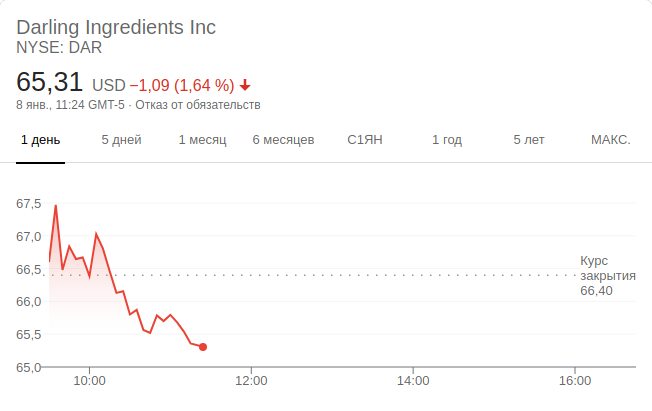 Darling Ingredients Inc
NYSE: DAR
65,31 USD −1,09 (1,64 %)
8 янв., 11:24 GMT-5 · Отказ от обязательств
1 день 5 дней 1 месяц 6 месяцев С1ЯН 1 год 5 лет МАКС.
67,5
67,0
66,5
66,0
65,5
65,0
Курс
закрытия
66,40
10:00 12:00 14:00 16:00